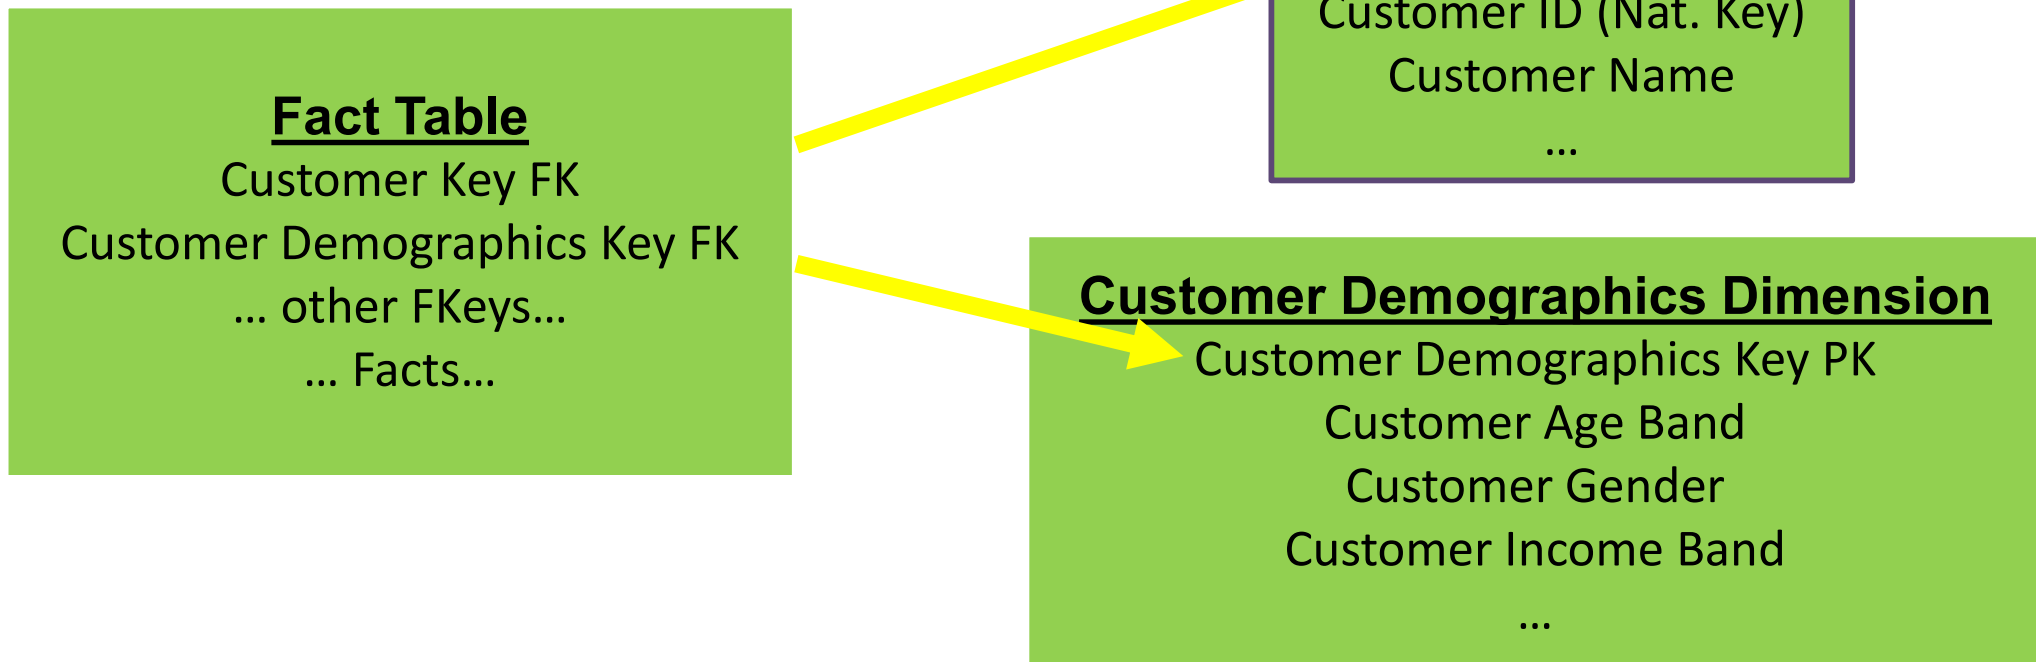 Fact Table
Customer Key FK
Customer Demographics Key FK
... other FKeys...
... Facts...
Customer ID (Nat. Key)
Customer Name
...
Customer Demographics Dimension
Customer Demographics Key PK
Customer Age Band
Customer Gender
Customer Income Band
...